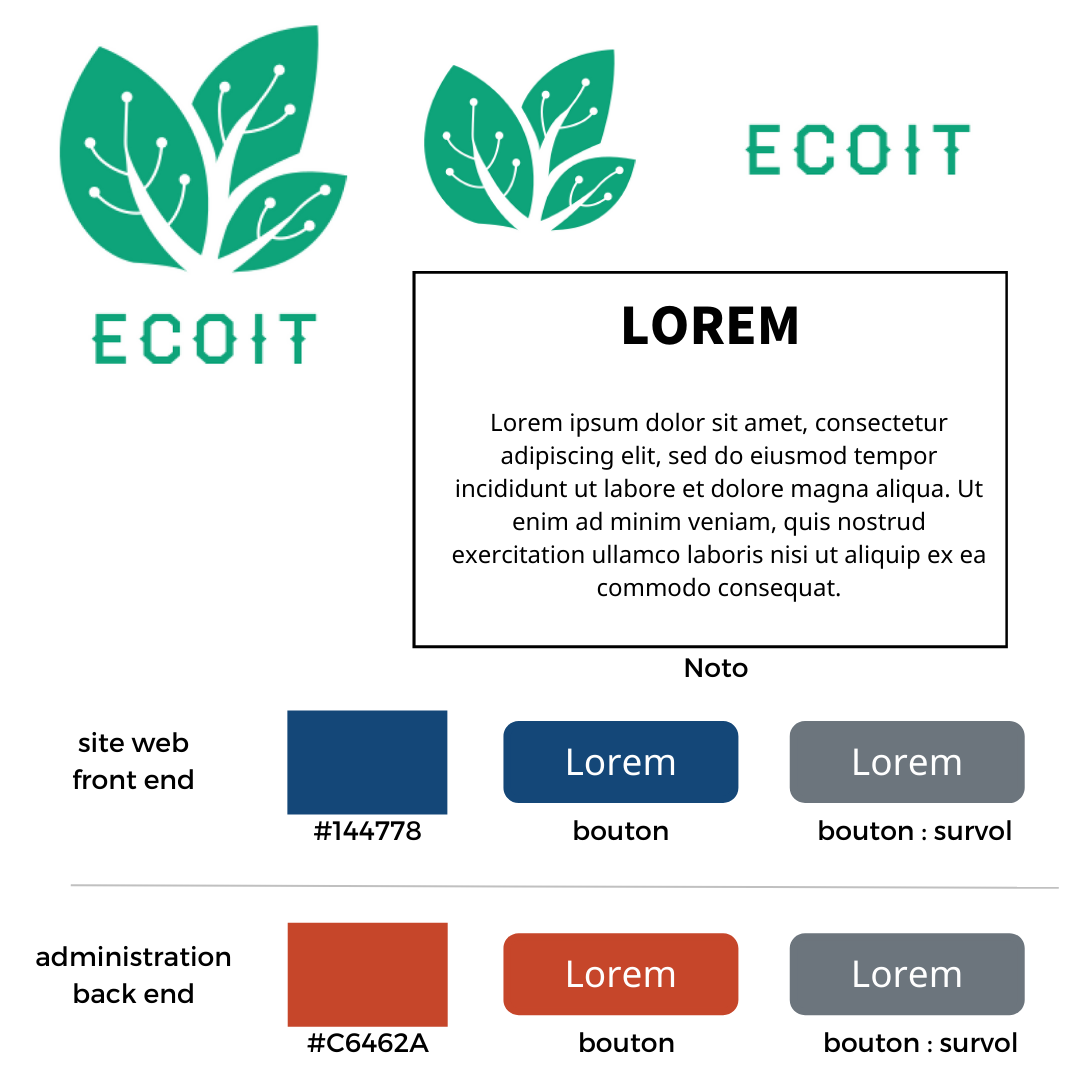 ECOIT
ECOIT
LOREM
Lorem ipsum dolor sit amet, consectetur
adipiscing elit, sed do eiusmod tempor
incididunt ut labore et dolore magna aliqua. Ut
enim ad minim veniam, quis nostrud
exercitation ullamco laboris nisi ut aliquip ex ea
commodo consequat.
Noto
site web
front end
#144778
Lorem
bouton
Lorem
bouton : survol
administration
back end
#C6462A
Lorem
bouton
Lorem
bouton : survol